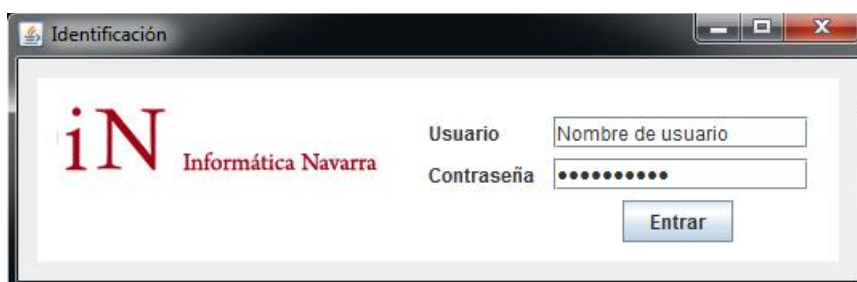 Identificación
iN Informática Navarra
Usuario Nombre de usuario
Contraseña ••••••••••
Entrar